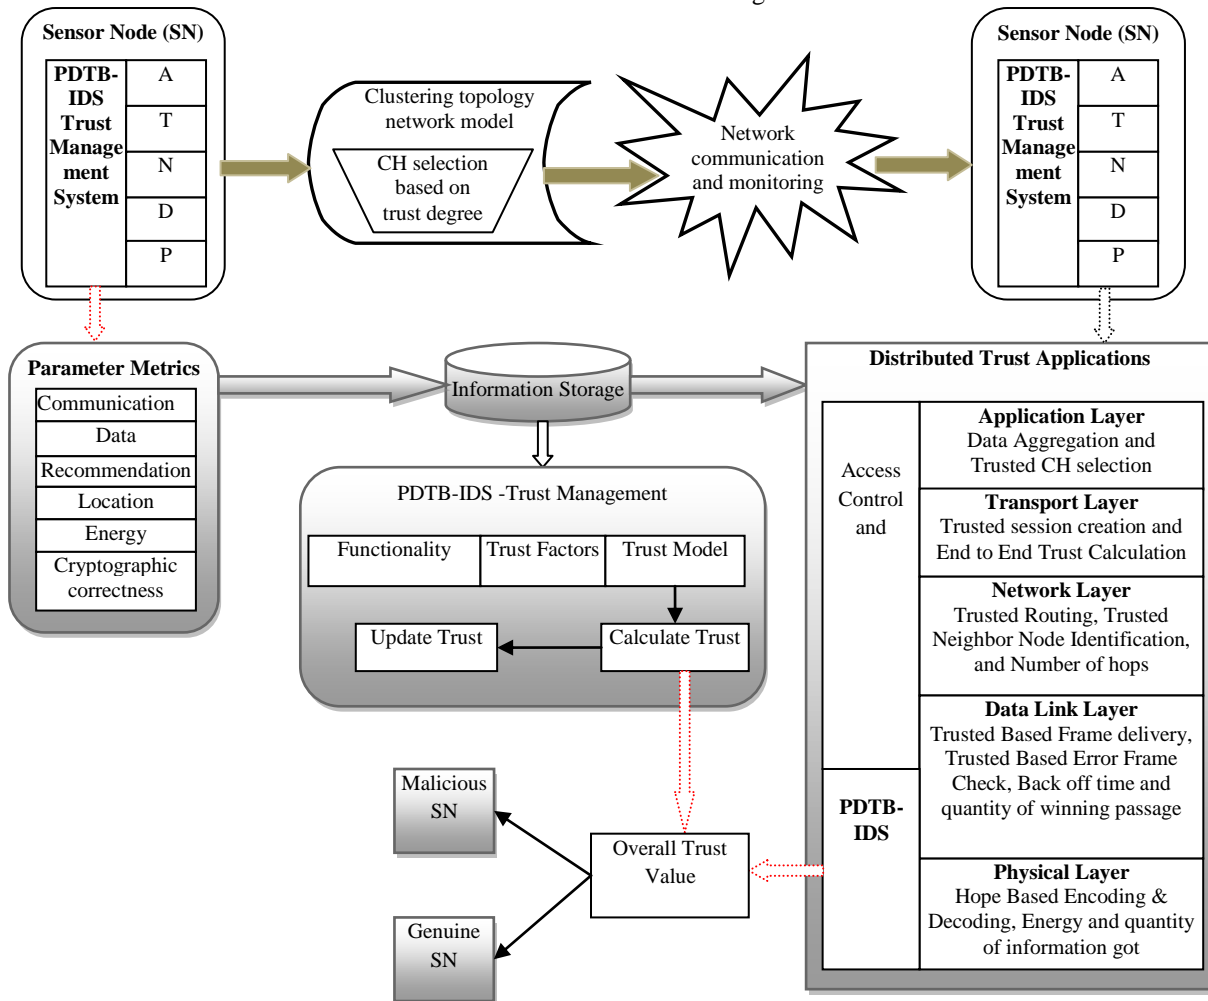 Sensor Node (SN)
PDTB-
IDS
Trust
Manage
ment
System
A
T
N
D
P
Clustering topology
network model
CH selection
based on
trust degree
Network
communication
and monitoring
Sensor Node (SN)
PDTB-
IDS
Trust
Manage
ment
System
A
T
N
D
P
Parameter Metrics
Communication
Data
Recommendation
Location
Energy
Cryptographic
correctness
Information Storage
PDTB-IDS -Trust Management
Functionality
Trust Factors
Trust Model
Update Trust
Calculate Trust
Distributed Trust Applications
Access
Control
and
PDTB-
IDS
Application Layer
Data Aggregation and
Trusted CH selection
Transport Layer
Trusted session creation and
End to End Trust Calculation
Network Layer
Trusted Routing, Trusted
Neighbor Node Identification,
and Number of hops
Data Link Layer
Trusted Based Frame delivery,
Trusted Based Error Frame
Check, Back off time and
quantity of winning passage
Physical Layer
Hope Based Encoding &
Decoding, Energy and quantity
of information got
Malicious
SN
Overall Trust
Value
Genuine
SN